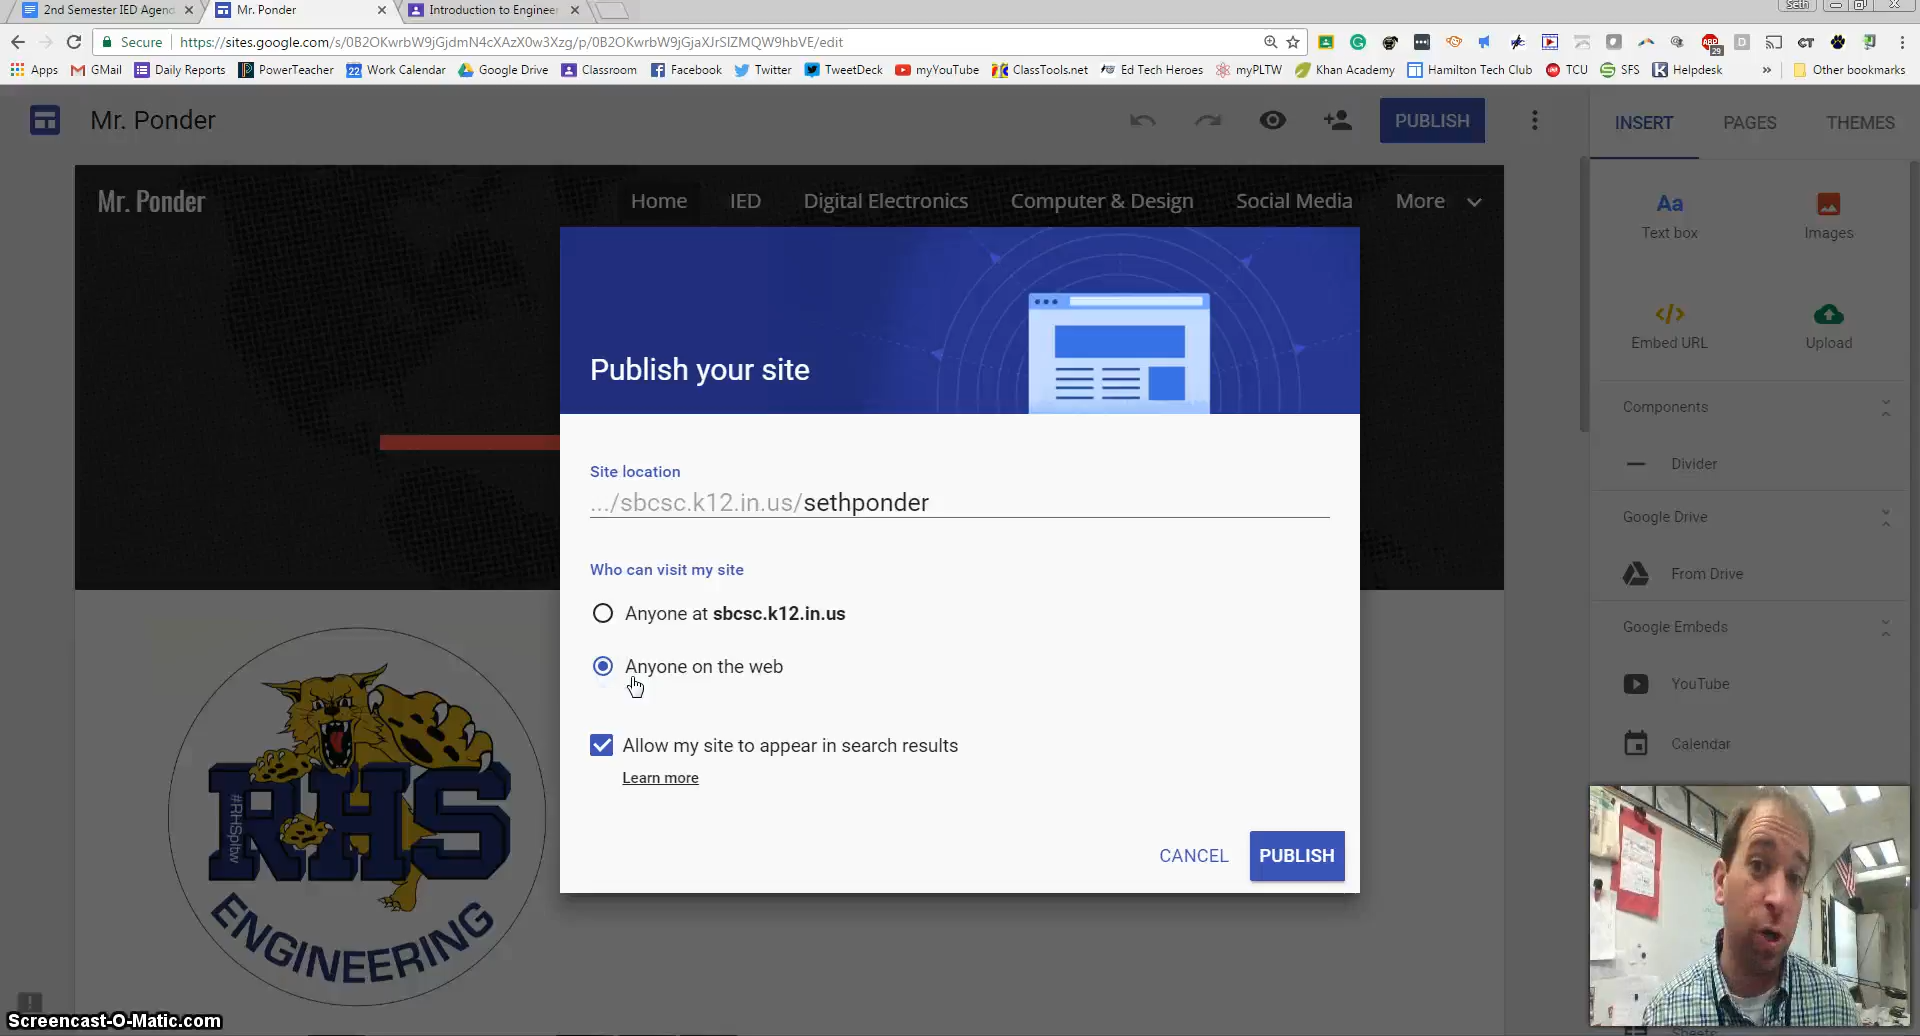 2nd Semester IED Agend
Mr. Ponder
Introduction to Engineer
Seth
Secure
https://sites.google.com/s/0B2OKwrbW9jGjdmN4cXAzX0w3Xzg/p/0B2OKwrbW9jGjaXJrSlZMQW9hbVE/edit
Apps
GMail
Daily Reports
PowerTeacher
22 Work Calendar
Google Drive
Classroom
Facebook
Twitter
TweetDeck
myYouTube
ClassTools.net
Ed Tech Heroes
myPLTW
Khan Academy
Hamilton Tech Club
TCU
SFS
Helpdesk
»
Other bookmarks
Mr. Ponder
PUBLISH
INSERT
PAGES
THEMES
Mr. Ponder
Home
IED
Digital Electronics
Computer & Design
Social Media
More
Aa
Text box
Images
Embed URL
Upload
Components
Divider
Google Drive
From Drive
Google Embeds
YouTube
Calendar
Sheets
Publish your site
Site location
.../sbcsc.k12.in.us/sethponder
Who can visit my site
Anyone at sbcsc.k12.in.us
Anyone on the web
Allow my site to appear in search results
Learn more
CANCEL
PUBLISH
#RHSpltw
RHS
ENGINEERING
Screencast-O-Matic.com